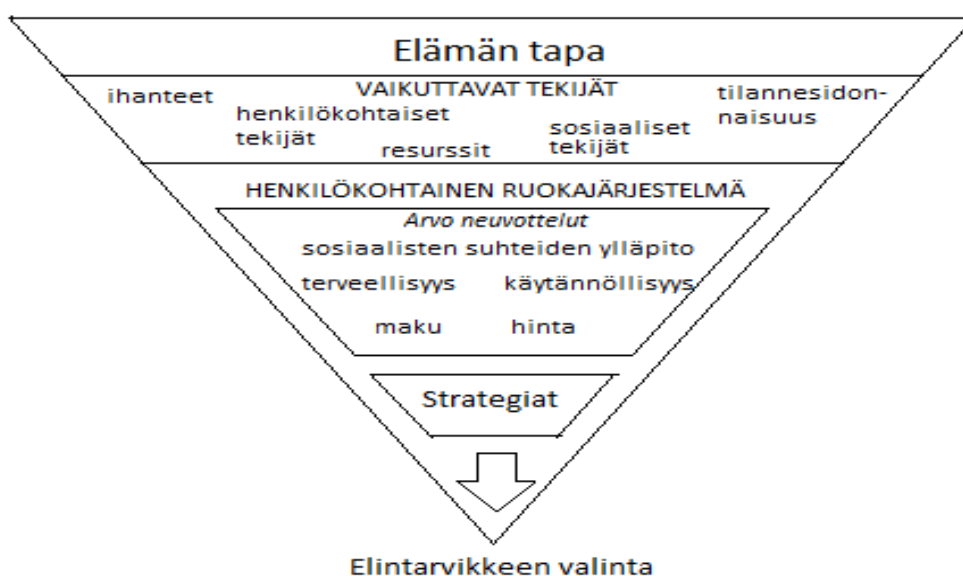 Elämän tapa
VAIKUTTAVAT TEKIJÄT
ihanteet
henkilökohtaiset
tekijät
resurssit
sosiaaliset
tekijät
tilannesidon-
naisuus
HENKILÖKOHTAINEN RUOKAJÄRJESTELMÄ
Arvo neuvottelut
sosiaalisten suhteiden ylläpito
terveellisyys käytännöllisyys
maku hinta
Strategiat
Elintarvikkeen valinta